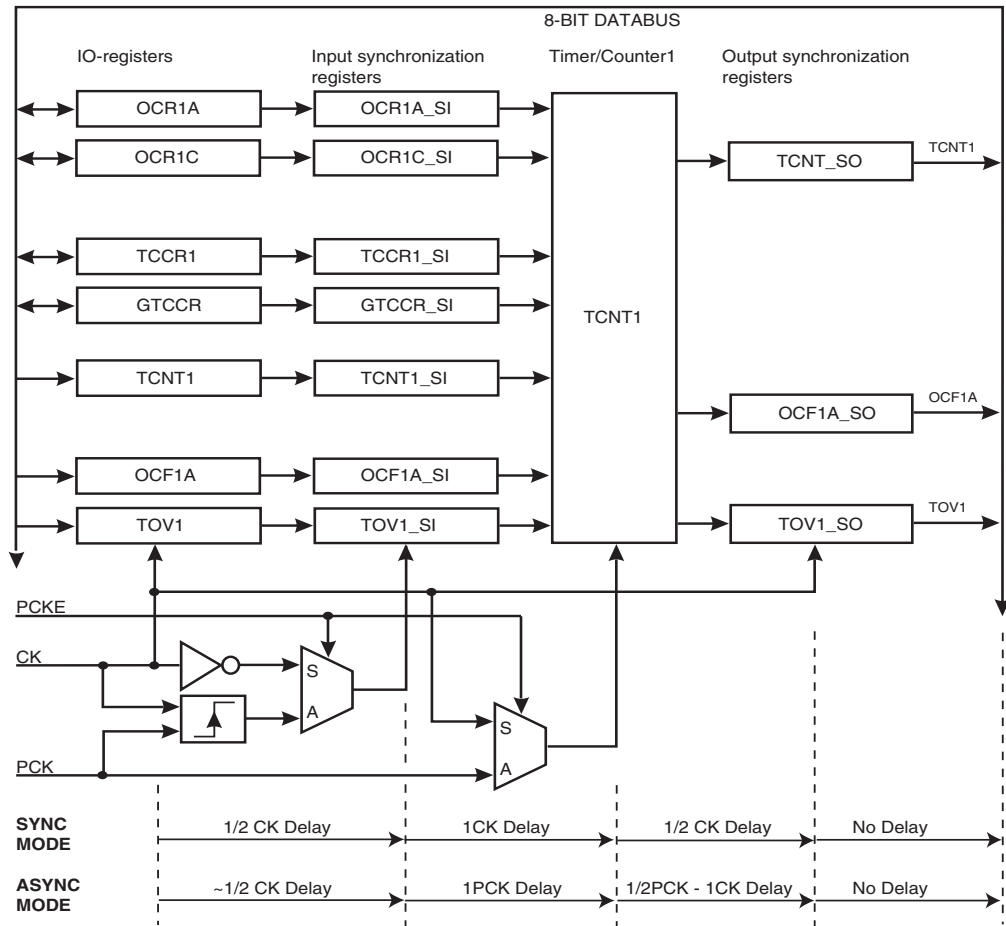 8-BIT DATABUS
IO-registers
Input synchronization
registers
Timer/Counter1
Output synchronization
registers
OCR1A
OCR1A_SI
OCR1C
OCR1C_SI
TCNT_SO
TCNT1
TCCR1
TCCR1_SI
GTCCR
GTCCR_SI
TCNT1
TCNT1
TCNT1_SI
OCF1A_SO
OCF1A
OCF1A
OCF1A_SI
TOV1
TOV1_SI
TOV1_SO
TOV1
PCKE
CK
S
A
S
A
PCK
SYNC
MODE
1/2 CK Delay
1CK Delay
1/2 CK Delay
No Delay
ASYNC
MODE
~1/2 CK Delay
1PCK Delay
1/2PCK - 1CK Delay
No Delay